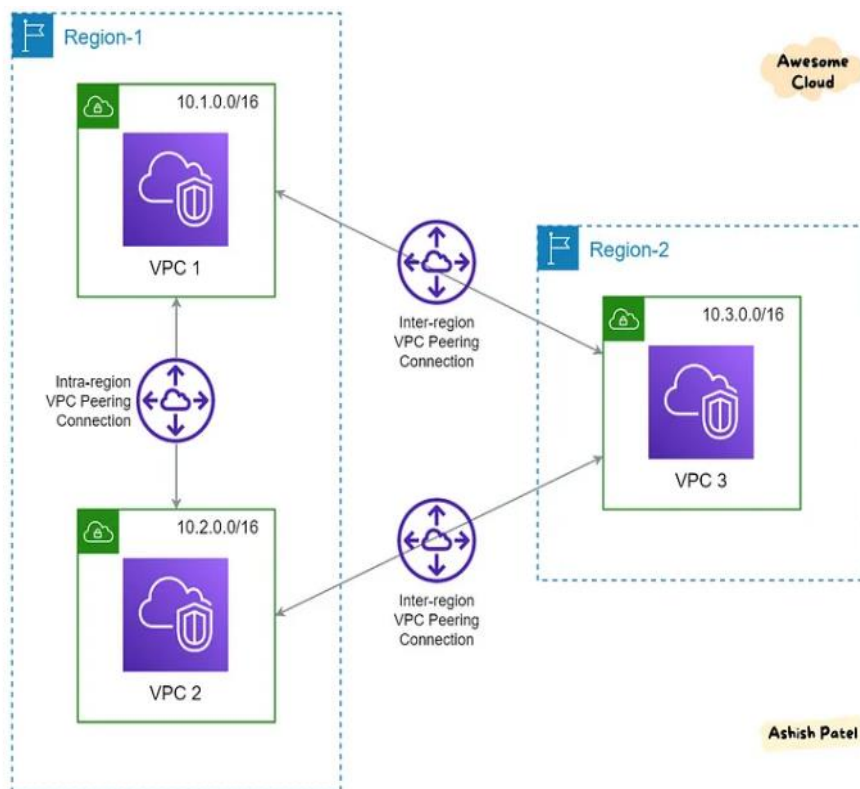 Region-1
Awesome
Cloud
10.1.0.0/16
VPC 1
Inter-region
VPC Peering
Connection
Region-2
10.3.0.0/16
VPC 3
Intra-region
VPC Peering
Connection
10.2.0.0/16
VPC 2
Inter-region
VPC Peering
Connection
Ashish Patel